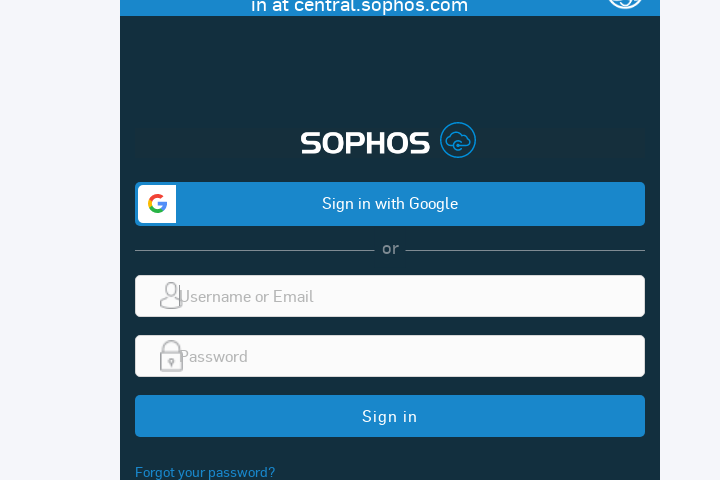 in at central.sophos.com
SOPHOS
Sign in with Google
or
Username or Email
Password
Sign in
Forgot your password?